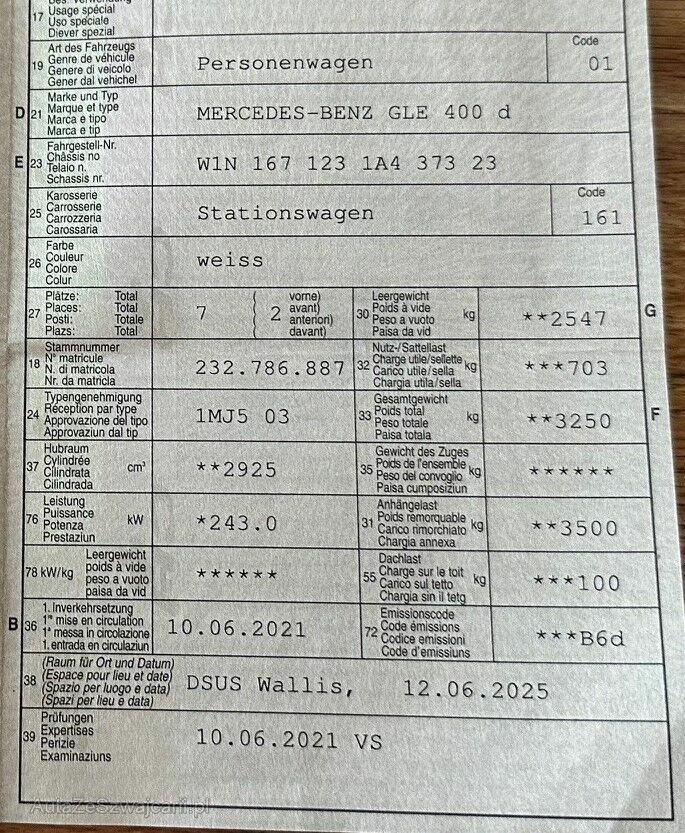 17 Usage spécial
Uso speciale
Diever spezial
19 Art des Fahrzeugs
Genre de véhicule
Genere di veicolo
Gener dal vehichel
Personenwagen
Code
01
D 21 Marke und Typ
Marque et type
Marca e tipo
Marca e tip
MERCEDES-BENZ GLE 400 d
E 23 Fahrgestell-Nr.
Châssis no
Telaio n.
Schassis nr.
W1N 167 123 1A4 373 23
25 Karosserie
Carrosserie
Carrozzeria
Carossaria
Stationswagen
Code
161
26 Farbe
Couleur
Colore
Colur
weiss
27 Plätze: Total
Places: Total
Posti: Totale
Plazs: Total
7 ( 2 vorne)
avant)
anteriori)
davant)
30 Leergewicht
Poids à vide
Peso a vuoto
Paisa da vid
kg
**2547
G
18 Stammnummer
N° matricule
N. di matricola
Nr. da matricla
232.786.887
32 Nutz-/Sattellast
Charge utile/sellette
Carico utile/sella
Chargia utila/sella
kg
***703
24 Typengenehmigung
Réception par type
Approvazione del tipo
Approvaziun dal tip
1MJ5 03
33 Gesamtgewicht
Poids total
Peso totale
Paisa totala
kg
**3250
F
37 Hubraum
Cylindrée
Cilindrata
Cilindrada
cm³
**2925
35 Gewicht des Zuges
Poids de l'ensemble
Peso del convoglio
Paisa cumposiziun
kg
******
76 Leistung
Puissance
Potenza
Prestaziun
kW
*243.0
31 Anhängelast
Poids remorquable
Carico rimorchiato
Chargia annexa
kg
**3500
78 kW/kg
Leergewicht
poids à vide
peso a vuoto
paisa da vid
******
55 Dachlast
Charge sur le toit
Carico sul tetto
Chargia sin il tetg
kg
***100
B 36 1. Inverkehrsetzung
1re mise en circulation
1a messa in circolazione
1. entrada en circulaziun
10.06.2021
72 Emissionscode
Code émissions
Codice emissioni
Code d'emissiuns
***B6d
38 (Raum für Ort und Datum)
(Espace pour lieu et date)
(Spazio per luogo e data)
(Spazi per lieu e data)
DSUS Wallis, 12.06.2025
39 Prüfungen
Expertises
Perizie
Examinaziuns
10.06.2021 VS
AutaZeSzwajcarii.pl